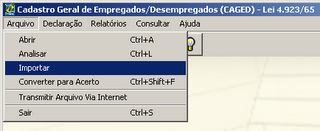 Cadastro Geral de Empregados/Desempregados (CAGED) - Lei 4.923/65
Arquivo Declaração Relatórios Consultar Ajuda
Abrir Ctrl+A
Analisar Ctrl+L
Importar
Converter para Acerto Ctrl+Shift+F
Transmitir Arquivo Via Internet
Sair Ctrl+S